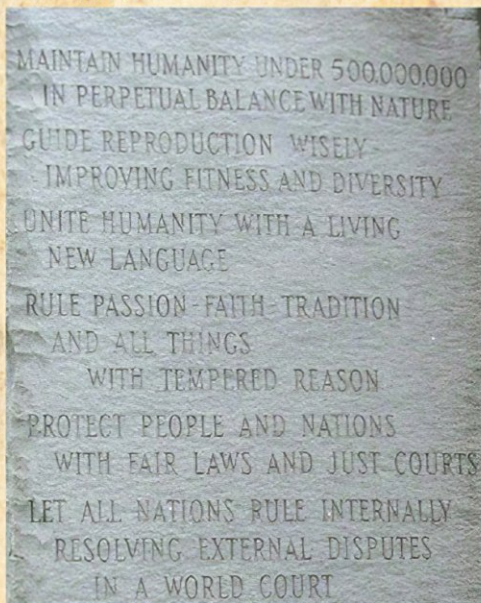 MAINTAIN HUMANITY UNDER 500,000,000
IN PERPETUAL BALANCE WITH NATURE
GUIDE REPRODUCTION WISELY-
IMPROVING FITNESS AND DIVERSITY
UNITE HUMANITY WITH A LIVING
NEW LANGUAGE
RULE PASSION-FAITH-TRADITION
AND ALL THINGS
WITH TEMPERED REASON
PROTECT PEOPLE AND NATIONS
WITH FAIR LAWS AND JUST COURTS
LET ALL NATIONS RULE INTERNALLY
RESOLVING EXTERNAL DISPUTES
IN A WORLD COURT